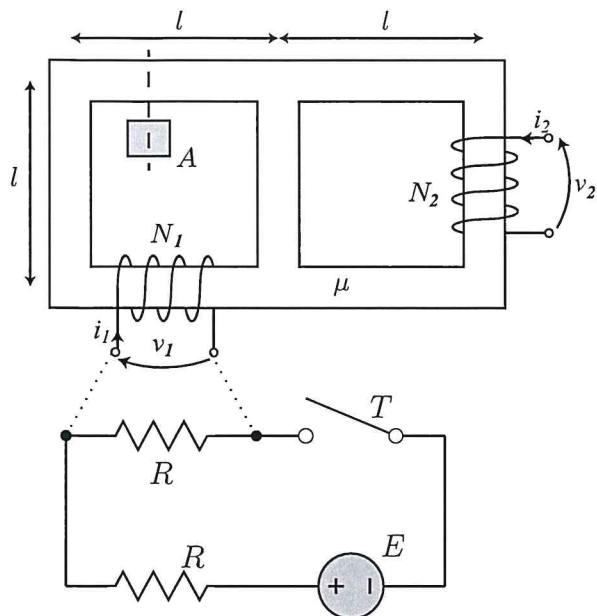 l l
l
A
i₂
N₂ v₂
N₁
μ
i₁ v₁
T
R
R E
+ -